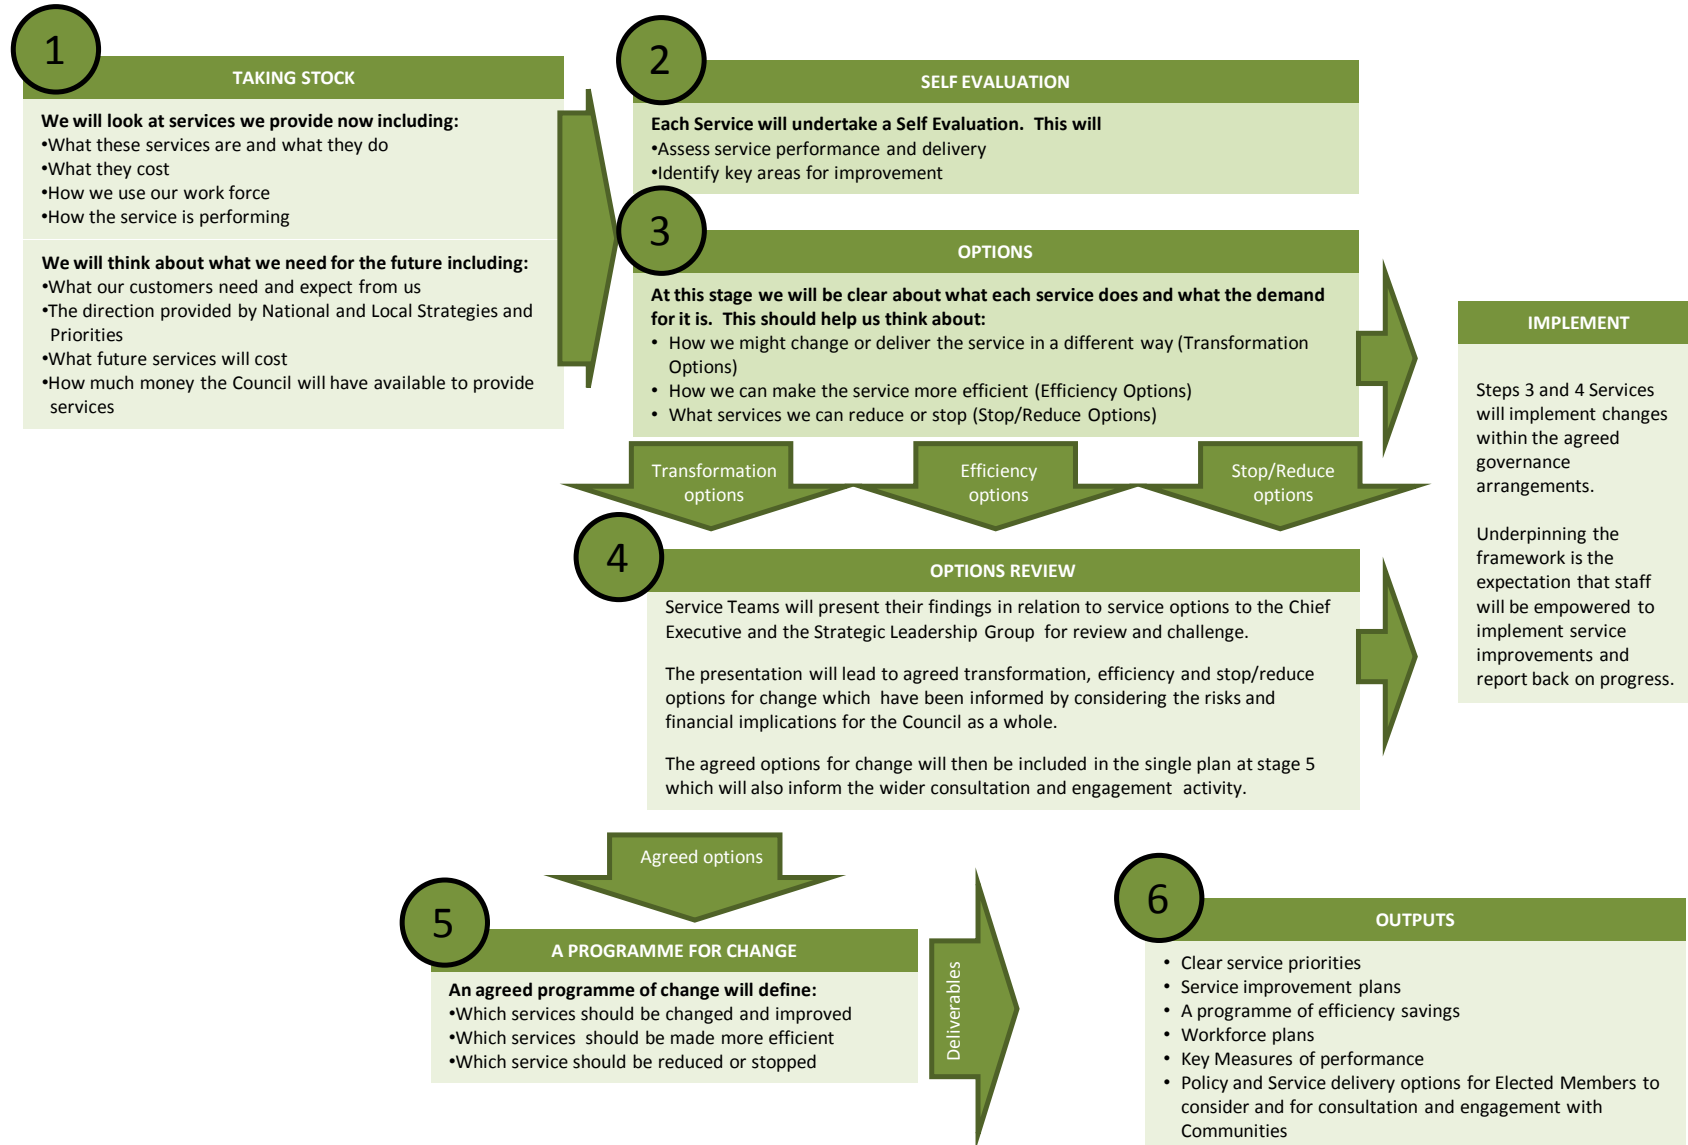 1
TAKING STOCK
We will look at services we provide now including:
•What these services are and what they do
•What they cost
•How we use our work force
•How the service is performing
We will think about what we need for the future including:
•What our customers need and expect from us
•The direction provided by National and Local Strategies and
Priorities
•What future services will cost
•How much money the Council will have available to provide
services
2
SELF EVALUATION
Each Service will undertake a Self Evaluation.  This will
•Assess service performance and delivery
•Identify key areas for improvement
3
OPTIONS
At this stage we will be clear about what each service does and what the demand
for it is.  This should help us think about:
• How we might change or deliver the service in a different way (Transformation
Options)
• How we can make the service more efficient (Efficiency Options)
• What services we can reduce or stop (Stop/Reduce Options)
Transformation
options
Efficiency
options
Stop/Reduce
options
IMPLEMENT
Steps 3 and 4 Services
will implement changes
within the agreed
governance
arrangements.
Underpinning the
framework is the
expectation that staff
will be empowered to
implement service
improvements and
report back on progress.
4
OPTIONS REVIEW
Service Teams will present their findings in relation to service options to the Chief
Executive and the Strategic Leadership Group  for review and challenge.
The presentation will lead to agreed transformation, efficiency and stop/reduce
options for change which  have been informed by considering the risks and
financial implications for the Council as a whole.
The agreed options for change will then be included in the single plan at stage 5
which will also inform the wider consultation and engagement  activity.
Agreed options
5
A PROGRAMME FOR CHANGE
An agreed programme of change will define:
•Which services should be changed and improved
•Which services  should be made more efficient
•Which service should be reduced or stopped
Deliverables
6
OUTPUTS
• Clear service priorities
• Service improvement plans
• A programme of efficiency savings
• Workforce plans
• Key Measures of performance
• Policy and Service delivery options for Elected Members to
consider and for consultation and engagement with
Communities